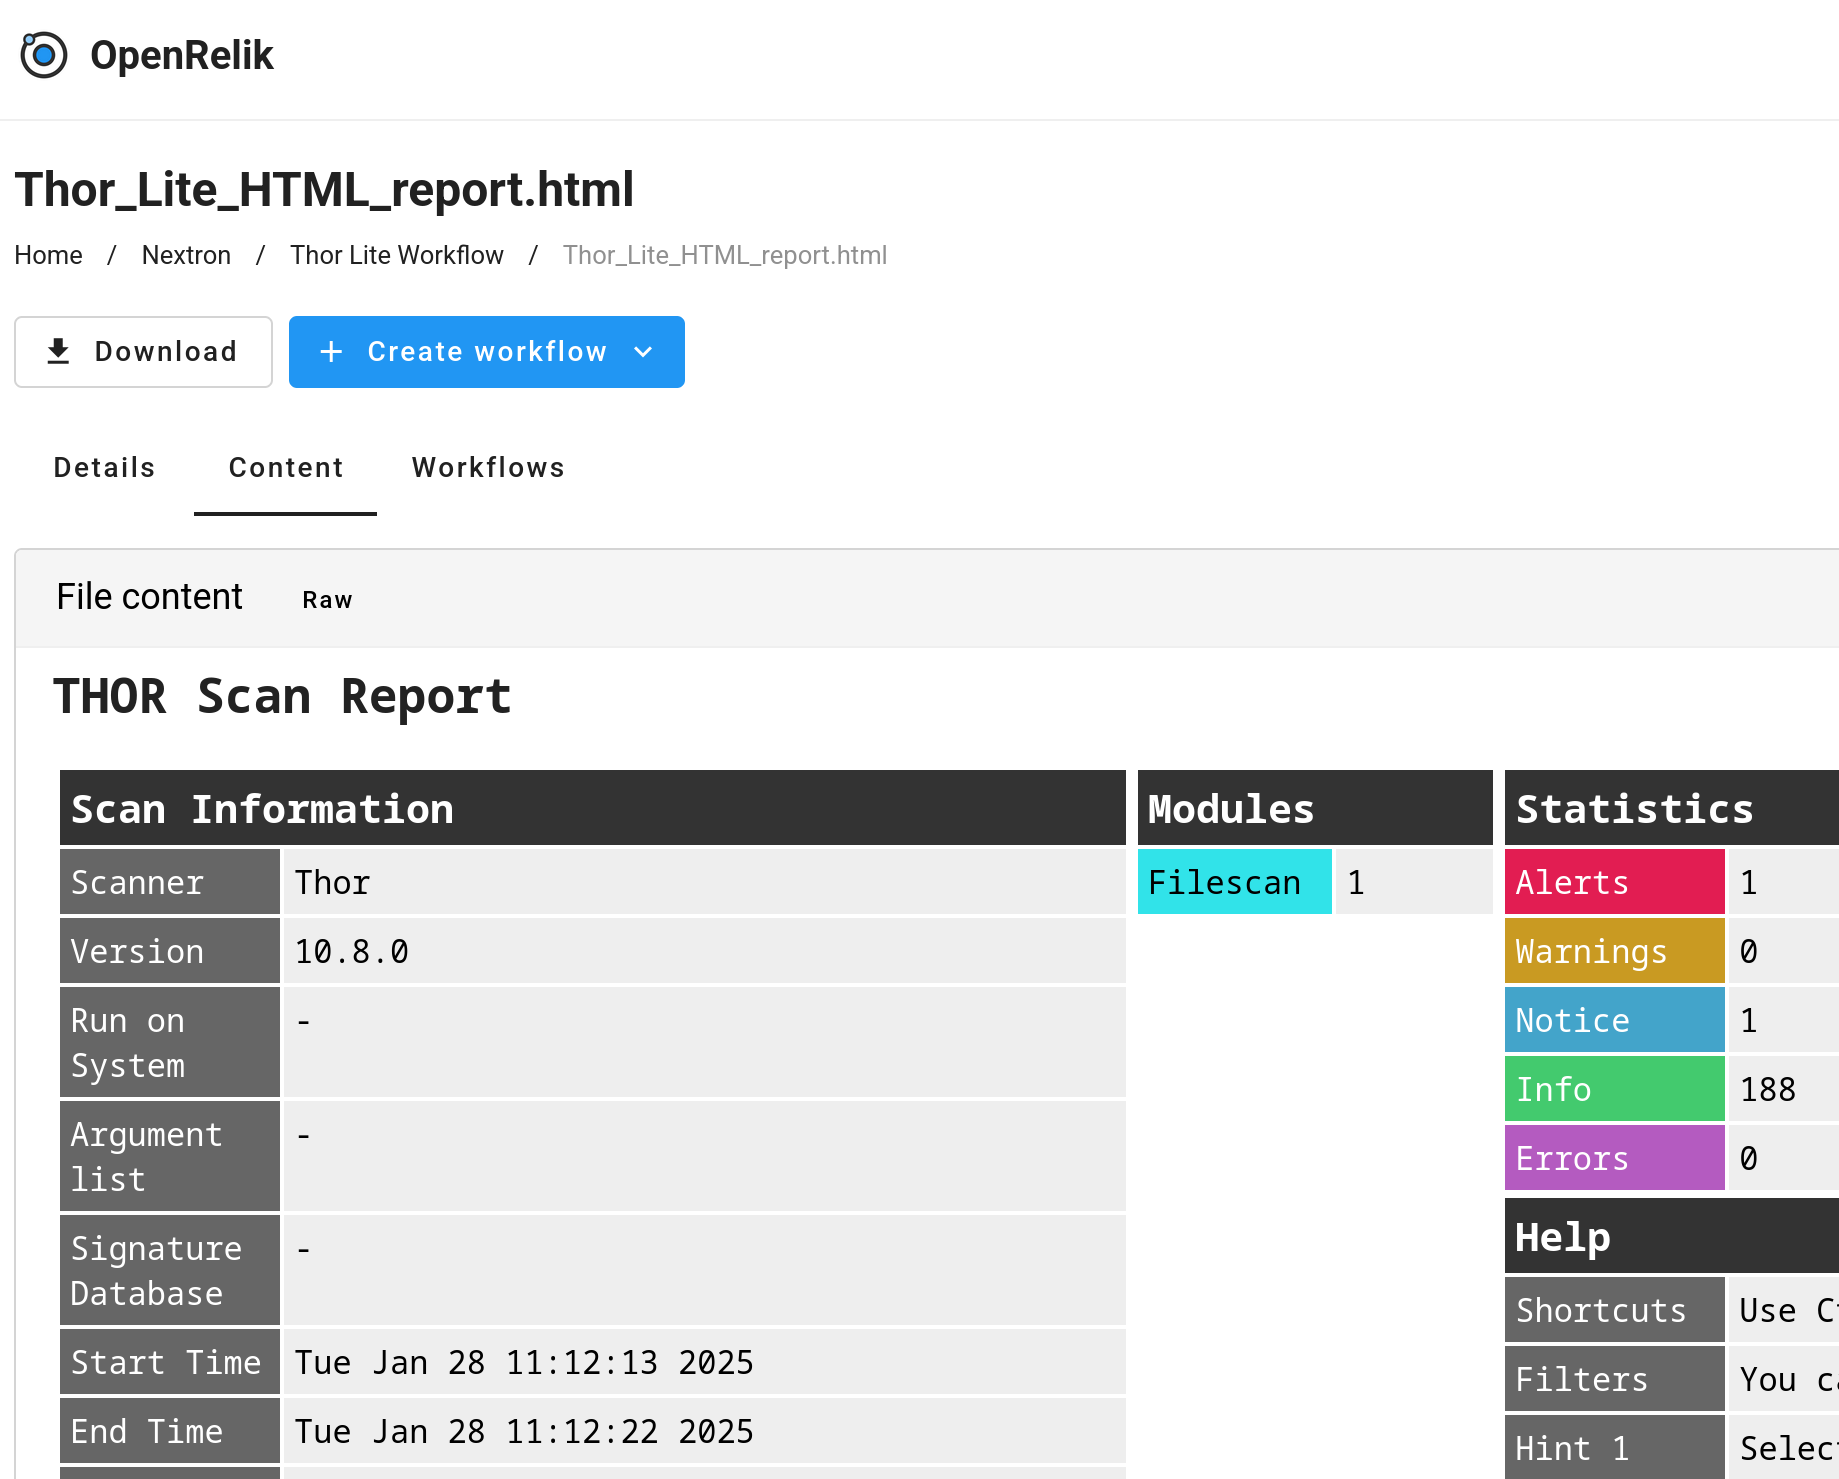 OpenRelik
Thor_Lite_HTML_report.html
Home / Nextron / Thor Lite Workflow / Thor_Lite_HTML_report.html
Download
Create workflow
Details Content Workflows
File content Raw
THOR Scan Report
Scan Information
Scanner Thor
Version 10.8.0
Run on
System
-
Argument
list
-
Signature
Database
-
Start Time Tue Jan 28 11:12:13 2025
End Time Tue Jan 28 11:12:22 2025
Modules
Filescan 1
Statistics
Alerts 1
Warnings 0
Notice 1
Info 188
Errors 0
Help
Shortcuts Use
Filters You
Hint 1